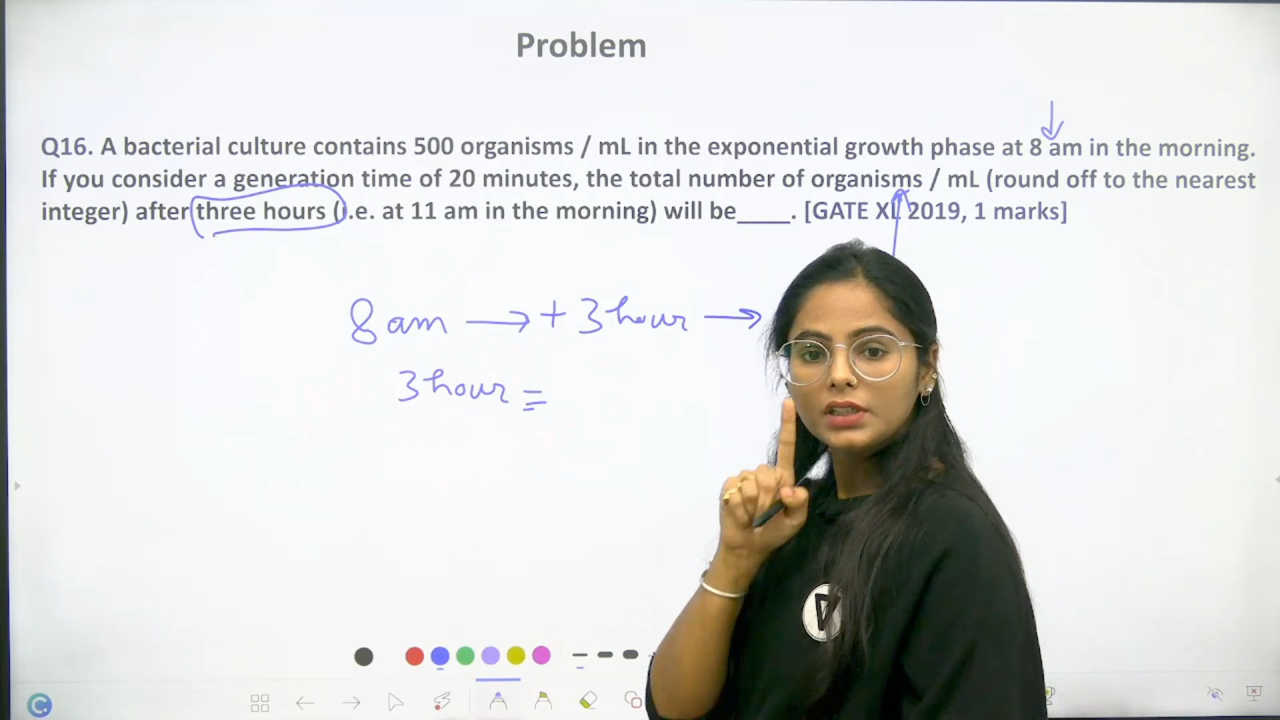 Problem
Q16. A bacterial culture contains 500 organisms / mL in the exponential growth phase at 8 am in the morning.
If you consider a generation time of 20 minutes, the total number of organisms / mL (round off to the nearest
integer) after three hours (i.e. at 11 am in the morning) will be____. [GATE XL 2019, 1 marks]
8 am → + 3 hour →
3 hour =